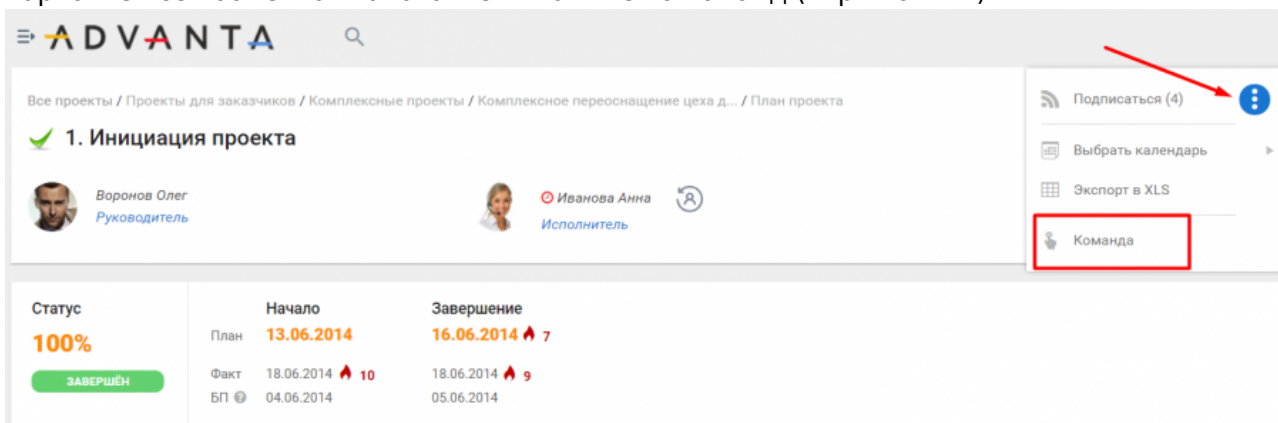 ADVANTA
Все проекты / Проекты для заказчиков / Комплексные проекты / Комплексное переоснащение цеха д... / План проекта
1. Инициация проекта
Воронов Олег
Руководитель
Иванова Анна
Исполнитель
Подписаться (4)
Выбрать календарь
Экспорт в XLS
Команда
Статус
100%
ЗАВЕРШЁН
Начало Завершение
План 13.06.2014 16.06.2014 7
Факт 18.06.2014 10 18.06.2014 9
БП 04.06.2014 05.06.2014